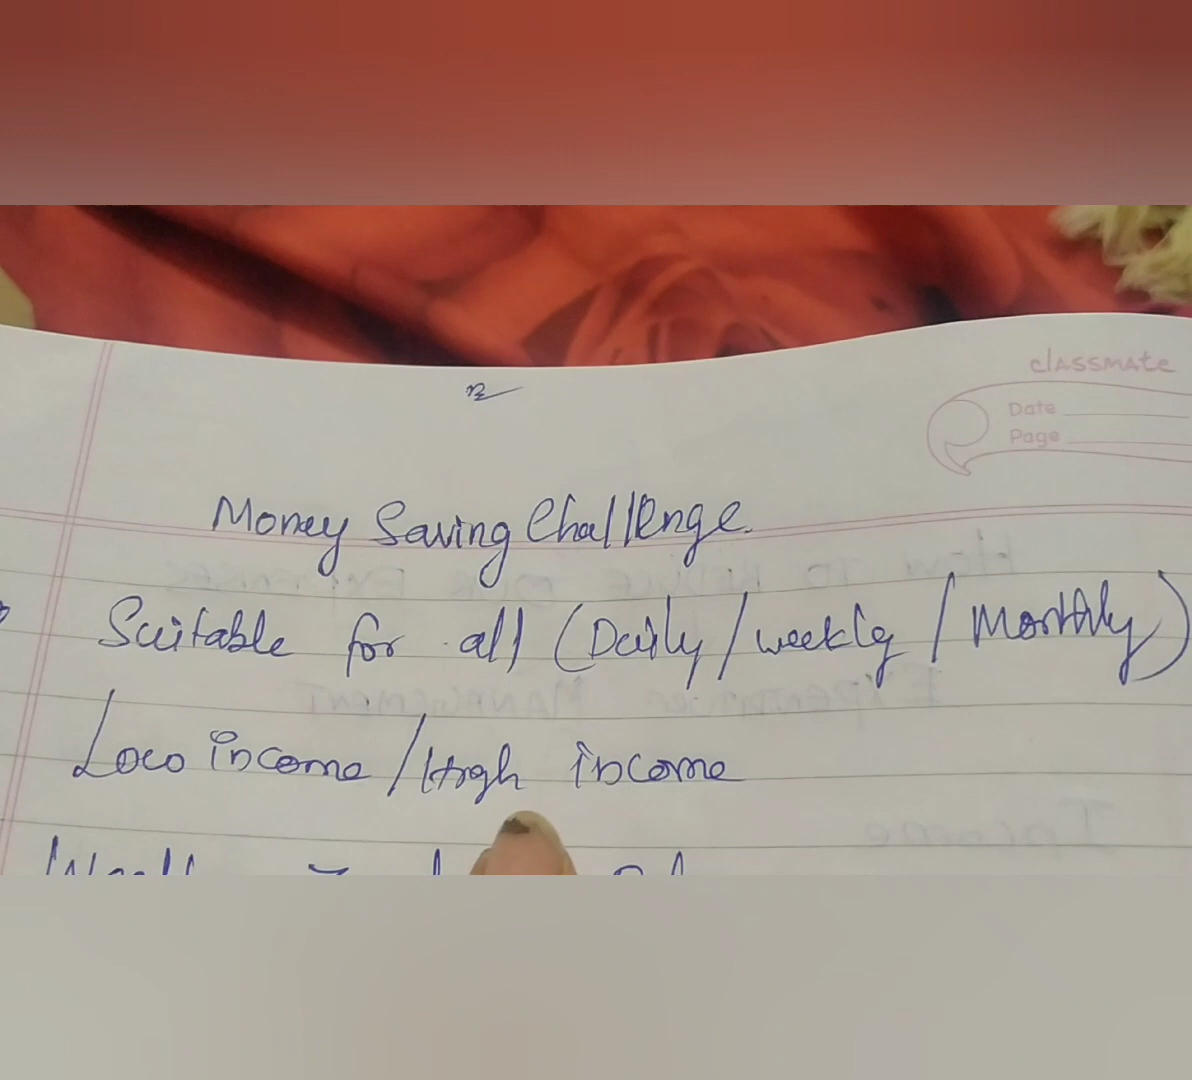 classmate
Date
Page
Money Saving Challenge
Suitable for all (Daily/weekly/Monthly)
Low income/High income